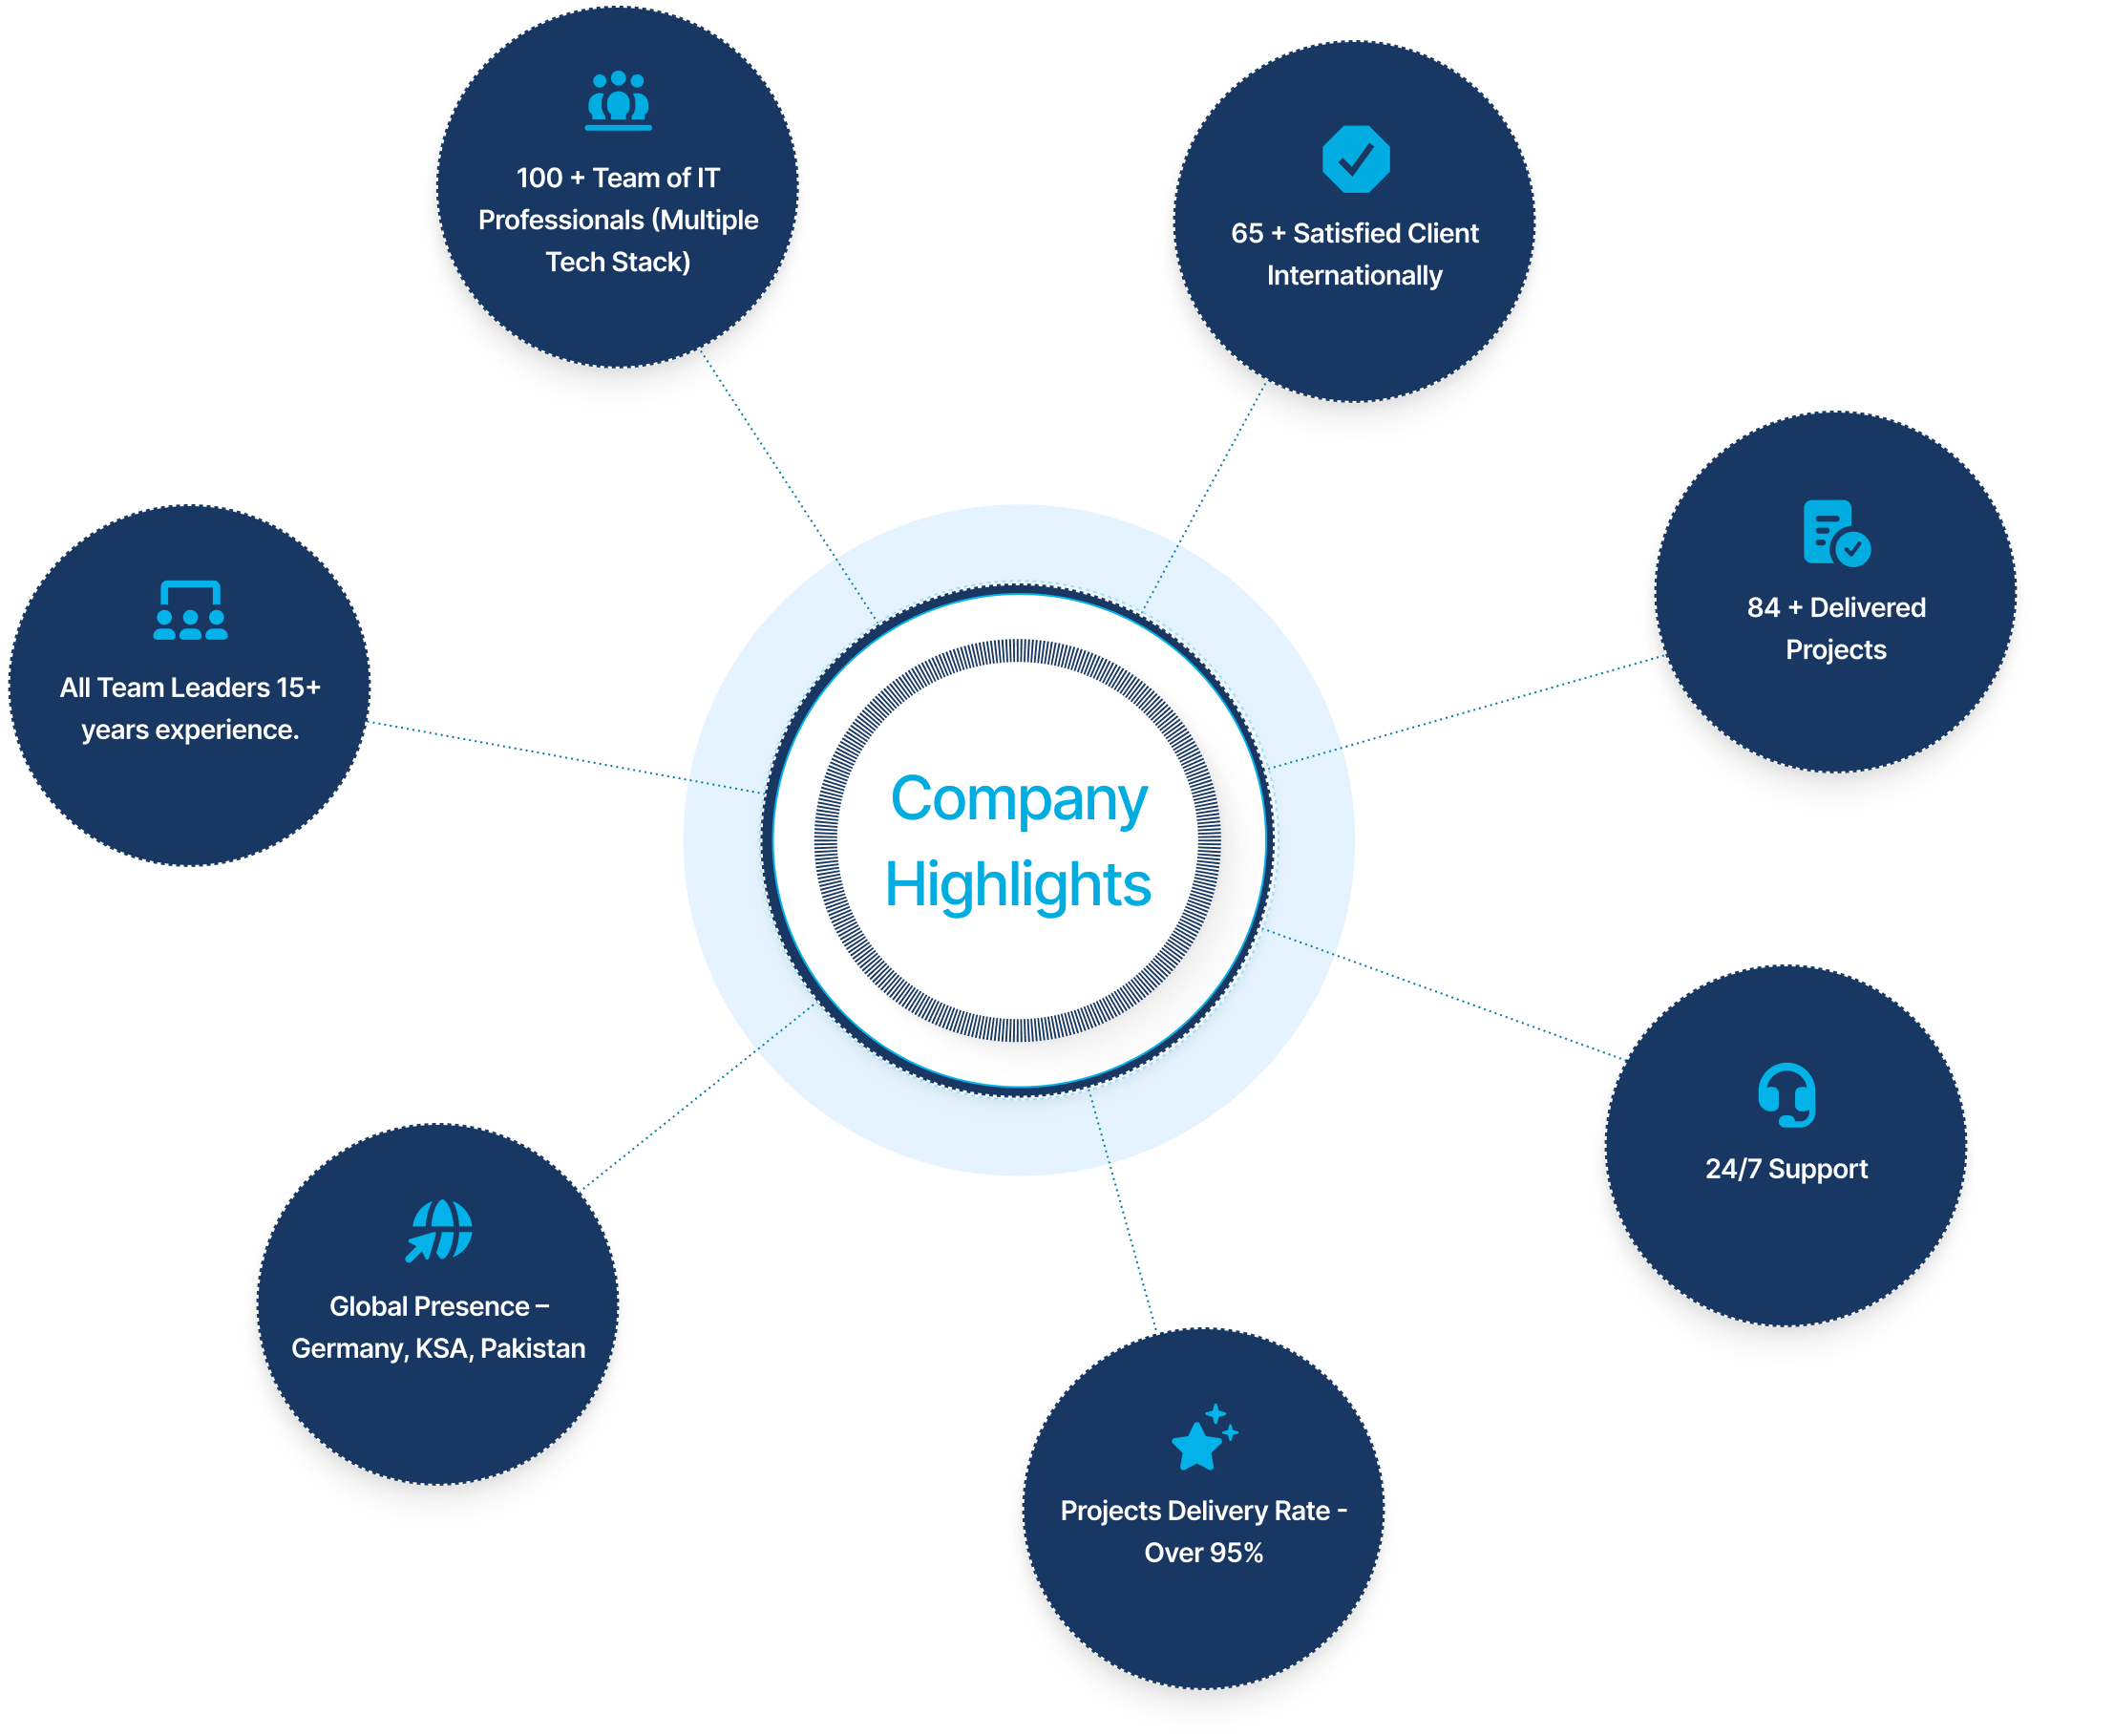 100 + Team of IT
Professionals (Multiple
Tech Stack)
65 + Satisfied Client
Internationally
84 + Delivered
Projects
All Team Leaders 15+
years experience.
Company
Highlights
24/7 Support
Global Presence –
Germany, KSA, Pakistan
Projects Delivery Rate -
Over 95%